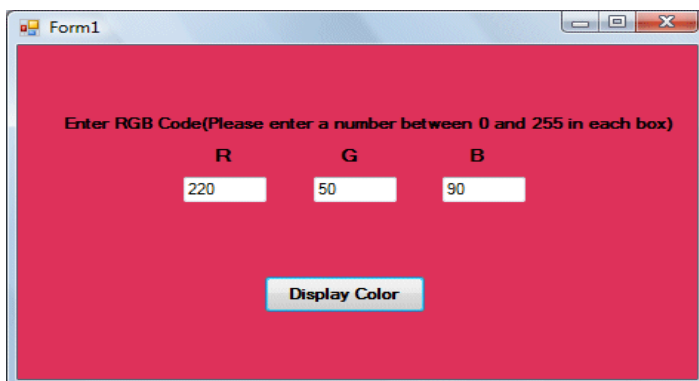 Form1
Enter RGB Code(Please enter a number between 0 and 255 in each box)
R G B
220 50 90
Display Color